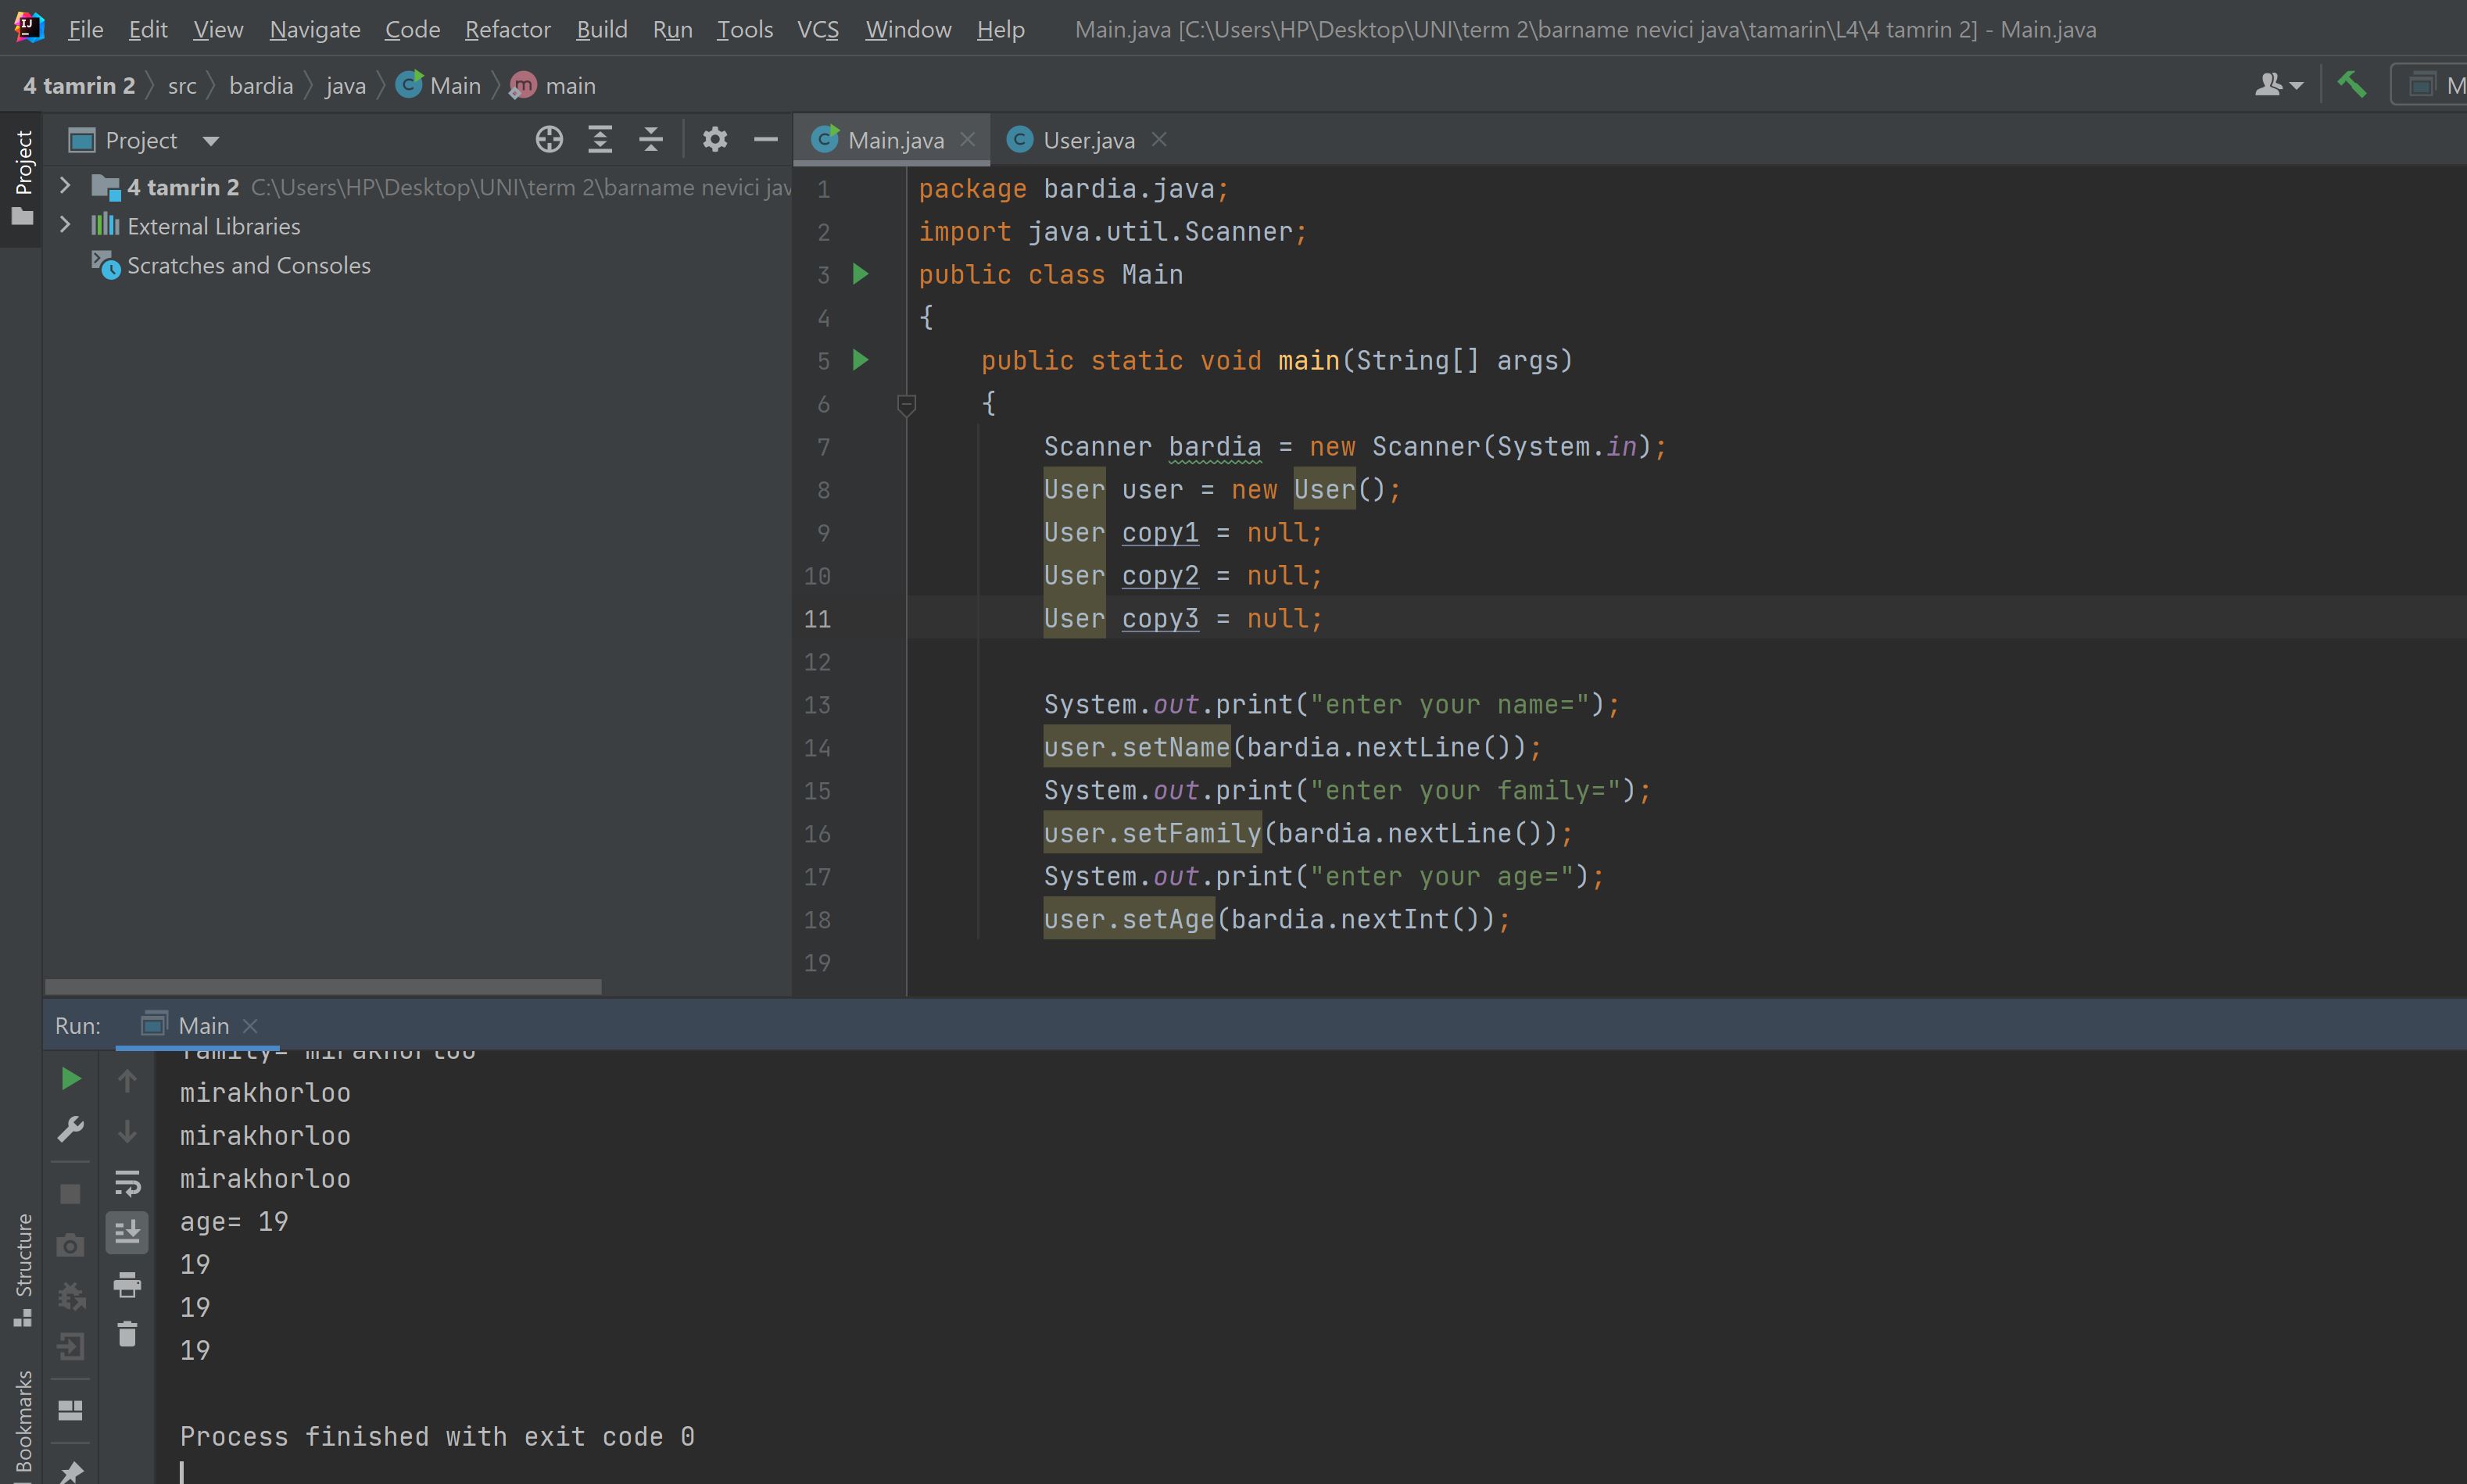 File Edit View Navigate Code Refactor Build Run Tools VCS Window Help Main.java [C:\Users\HP\Desktop\UNI\term 2\barname nevici java\tamarin\L4\4 tamrin 2] - Main.java
4 tamrin 2 src bardia java Main main M
Project
Project
Main.java User.java
4 tamrin 2 C:\Users\HP\Desktop\UNI\term 2\barname nevici jav
External Libraries
Scratches and Consoles
1 package bardia.java;
2 import java.util.Scanner;
3 public class Main
4 {
5 public static void main(String[] args)
6 {
7 Scanner bardia = new Scanner(System.in);
8 User user = new User();
9 User copy1 = null;
10 User copy2 = null;
11 User copy3 = null;
12
13 System.out.print("enter your name=");
14 user.setName(bardia.nextLine());
15 System.out.print("enter your family=");
16 user.setFamily(bardia.nextLine());
17 System.out.print("enter your age=");
18 user.setAge(bardia.nextInt());
19
Run: Main
family= mirakhorloo
mirakhorloo
mirakhorloo
mirakhorloo
age= 19
19
19
19
Process finished with exit code 0
Structure
Bookmarks